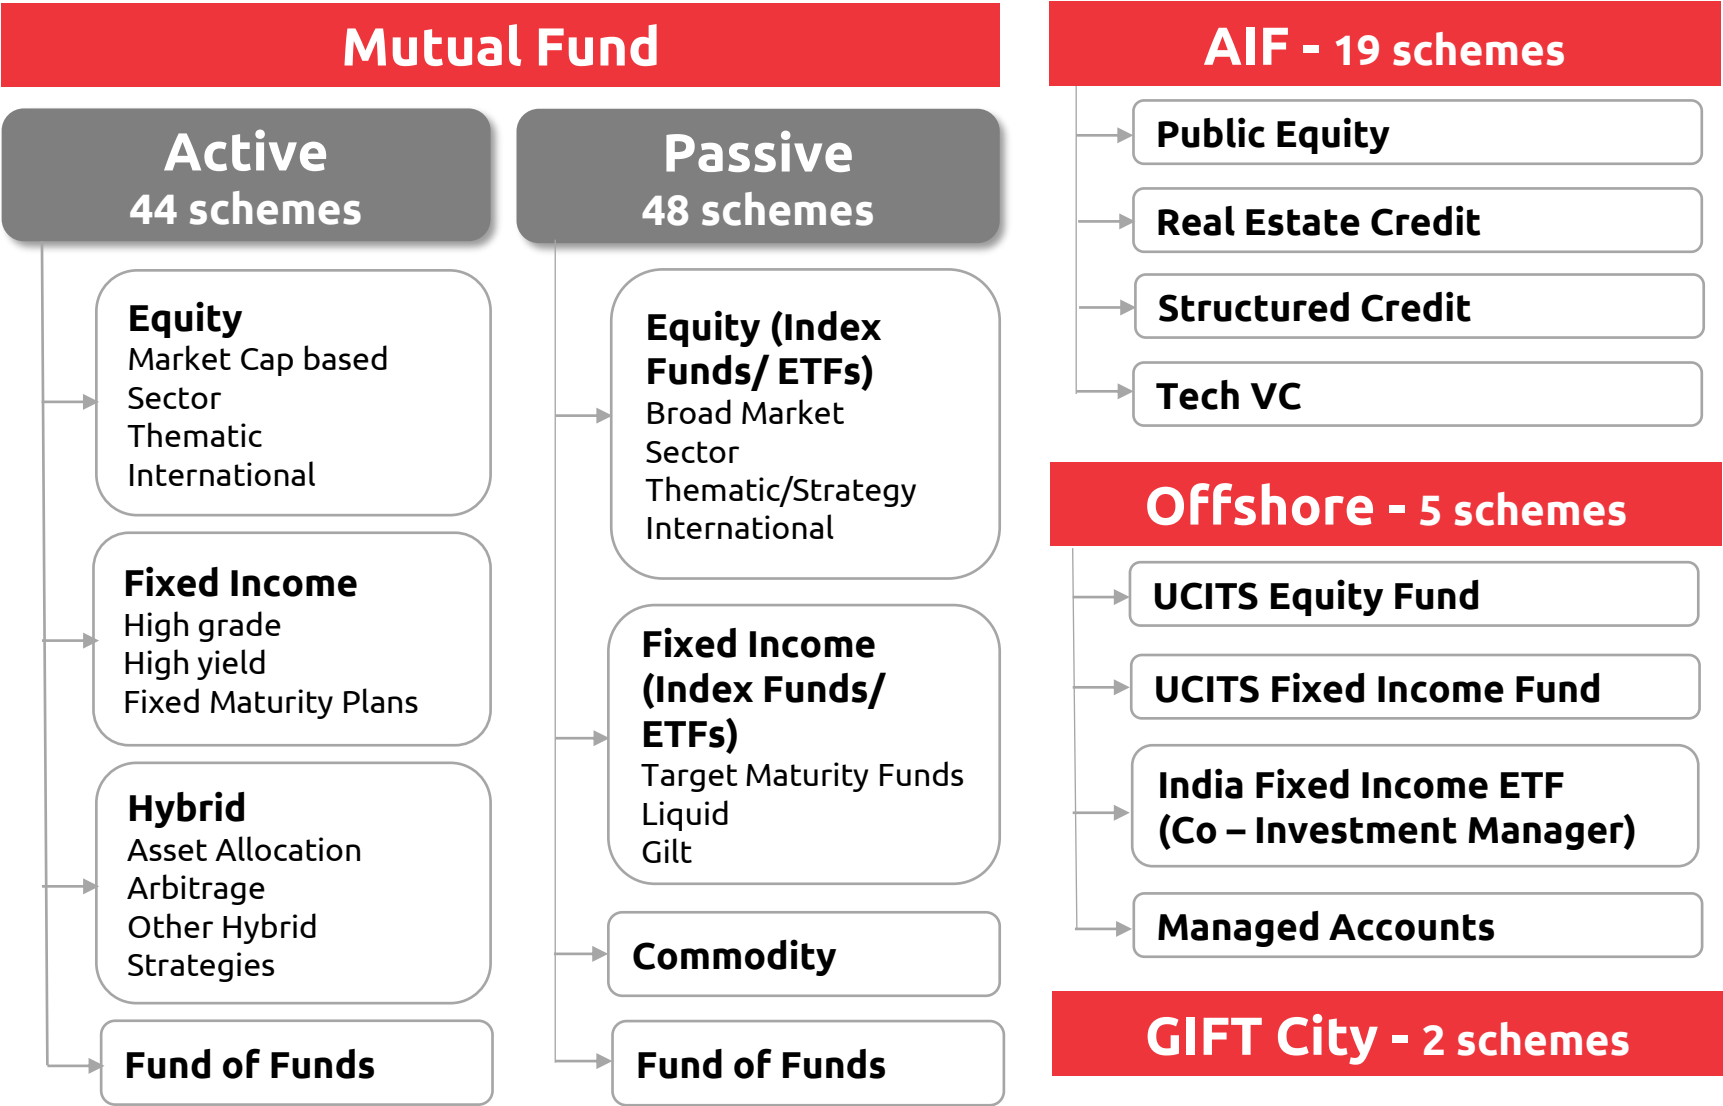 Mutual Fund
Active
44 schemes
Equity
Market Cap based
Sector
Thematic
International
Fixed Income
High grade
High yield
Fixed Maturity Plans
Hybrid
Asset Allocation
Arbitrage
Other Hybrid
Strategies
Fund of Funds
Passive
48 schemes
Equity (Index
Funds/ ETFs)
Broad Market
Sector
Thematic/Strategy
International
Fixed Income
(Index Funds/
ETFs)
Target Maturity Funds
Liquid
Gilt
Commodity
Fund of Funds
AIF - 19 schemes
Public Equity
Real Estate Credit
Structured Credit
Tech VC
Offshore - 5 schemes
UCITS Equity Fund
UCITS Fixed Income Fund
India Fixed Income ETF
(Co – Investment Manager)
Managed Accounts
GIFT City - 2 schemes